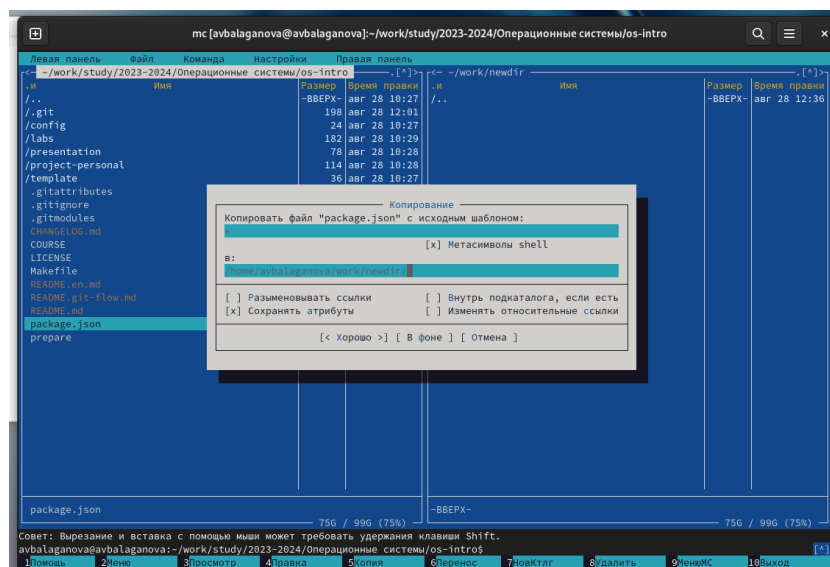 mc [avbalaganova@avbalaganova]:~/work/study/2023-2024/Операционные системы/os-intro
Левая панель Файл Команда Настройки Правая панель
<— ~/work/study/2023-2024/Операционные системы/os-intro .[^]>
.и Имя Размер Время правки
/.. -ВВЕРХ- авг 28 10:27
/.git 198 авг 28 12:01
/config 24 авг 28 10:27
/labs 182 авг 28 10:29
/presentation 78 авг 28 10:28
/project-personal 114 авг 28 10:28
/template 36 авг 28 10:27
.gitattributes
.gitignore
.gitmodules
CHANGELOG.md
COURSE
LICENSE
Makefile
README.en.md
README.git-flow.md
README.md
package.json
prepare
package.json
75G / 99G (75%)
<— ~/work/newdir .[^]>
.и Имя Размер Время правки
/.. -ВВЕРХ- авг 28 12:36
-ВВЕРХ-
75G / 99G (75%)
Копирование
Копировать файл "package.json" с исходным шаблоном:
*
[x] Метасимволы shell
в:
/home/avbalaganova/work/newdir/
[ ] Разыменовывать ссылки [ ] Внутрь подкаталога, если есть
[x] Сохранять атрибуты [ ] Изменять относительные ссылки
[< Хорошо >] [ В фоне ] [ Отмена ]
Совет: Вырезание и вставка с помощью мыши может требовать удержания клавиши Shift.
avbalaganova@avbalaganova:~/work/study/2023-2024/Операционные системы/os-intro$ [^]
1Помощь 2Меню 3Просмотр 4Правка 5Копия 6Перенос 7НовКтлг 8Удалить 9МенюМС 10Выход